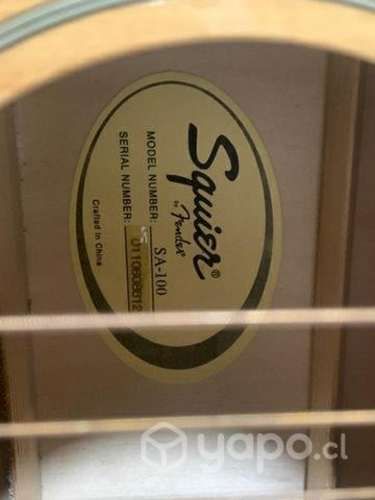 Squier®
by Fender
MODEL NUMBER: SA-100
SERIAL NUMBER:
Crafted in China
yapo.cl